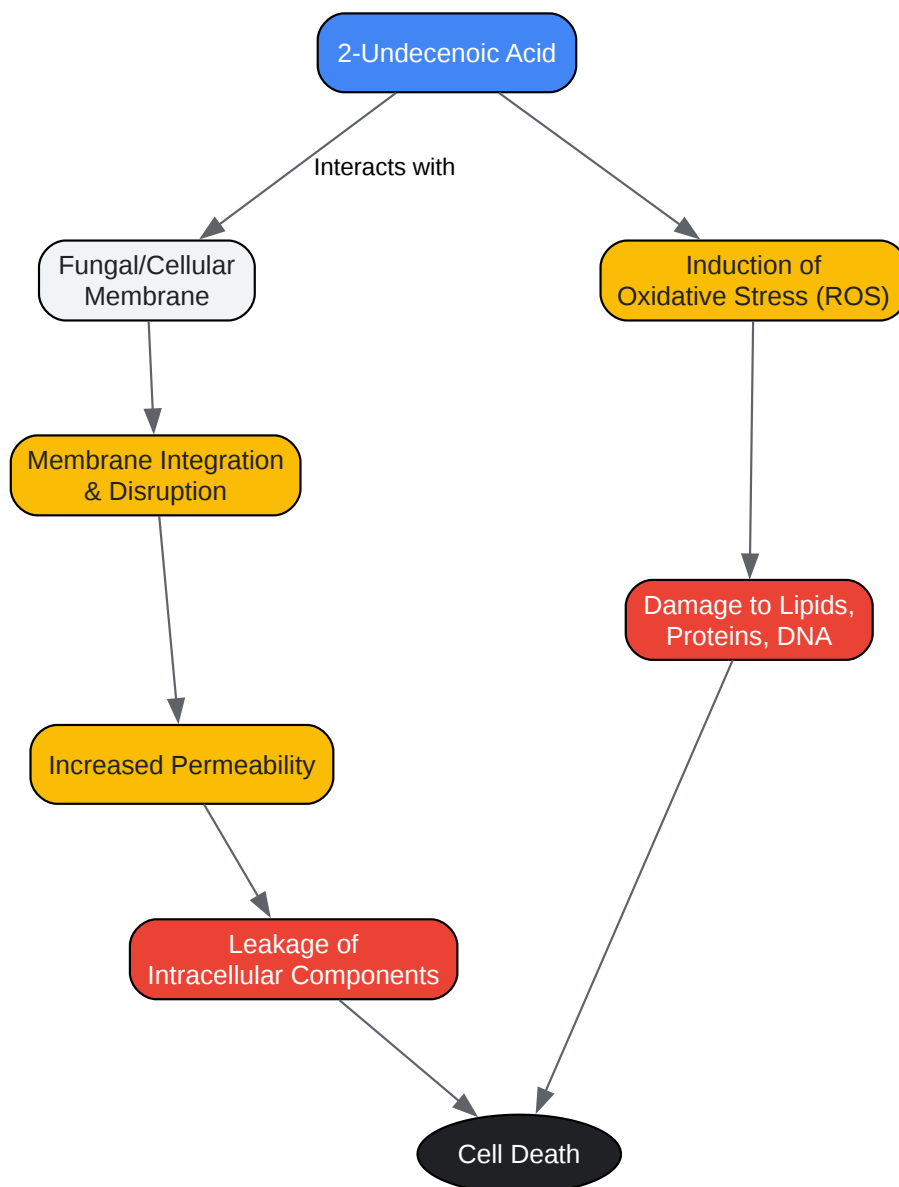 2-Undecenoic Acid
Interacts with
Fungal/Cellular
Membrane
Induction of
Oxidative Stress (ROS)
Membrane Integration
& Disruption
Damage to Lipids,
Proteins, DNA
Increased Permeability
Leakage of
Intracellular Components
Cell Death